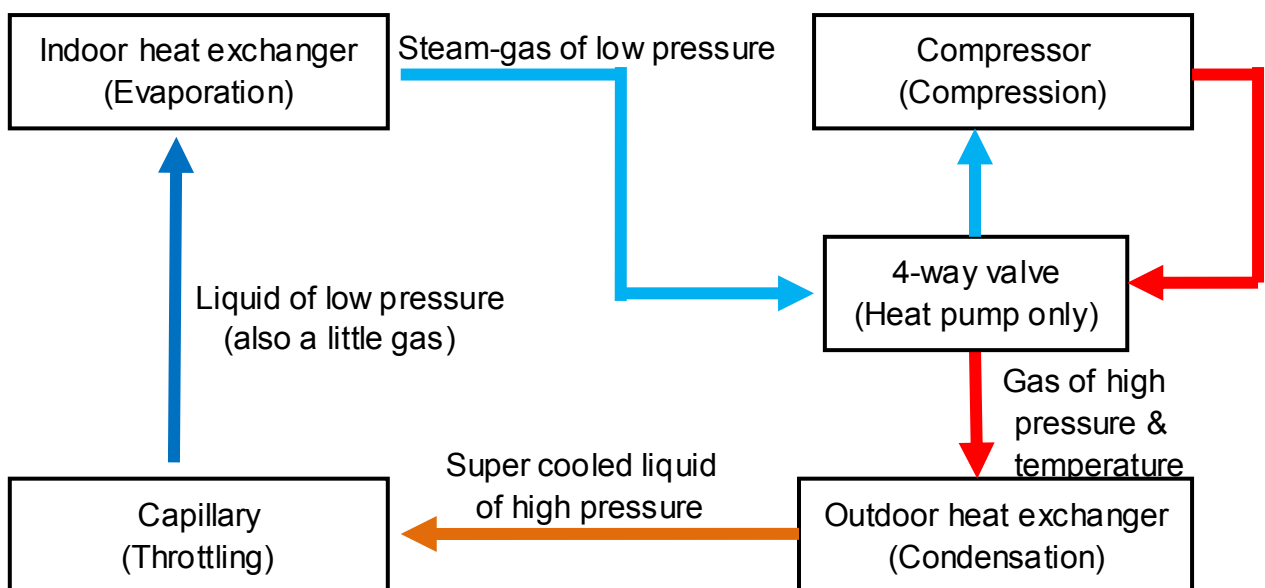 Indoor heat exchanger
(Evaporation)
Steam-gas of low pressure
Compressor
(Compression)
4-way valve
(Heat pump only)
Liquid of low pressure
(also a little gas)
Gas of high
pressure &
temperature
Super cooled liquid
of high pressure
Capillary
(Throttling)
Outdoor heat exchanger
(Condensation)